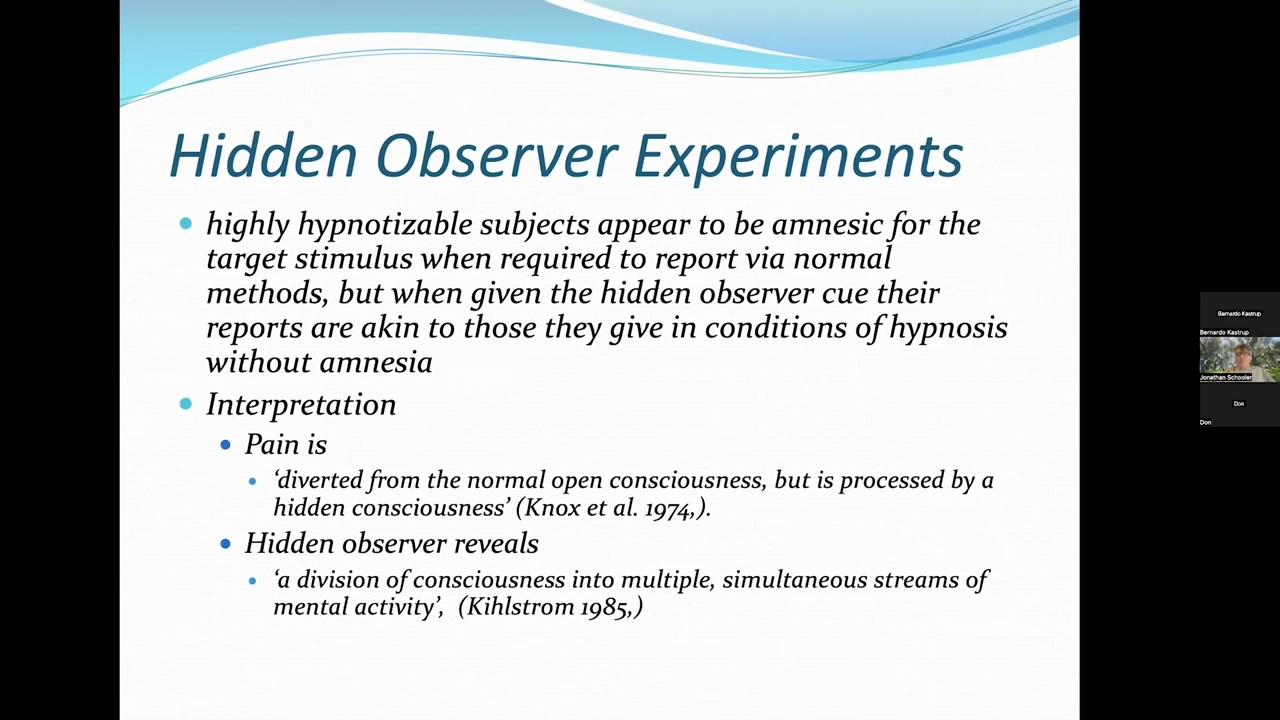 Hidden Observer Experiments
highly hypnotizable subjects appear to be amnesic for the
target stimulus when required to report via normal
methods, but when given the hidden observer cue their
reports are akin to those they give in conditions of hypnosis
without amnesia
Interpretation
Pain is
‘diverted from the normal open consciousness, but is processed by a
hidden consciousness’ (Knox et al. 1974,).
Hidden observer reveals
‘a division of consciousness into multiple, simultaneous streams of
mental activity’, (Kihlstrom 1985,)
Bernardo Kastrup
Bernardo Kastrup
Jonathan Schooler
Don
Don